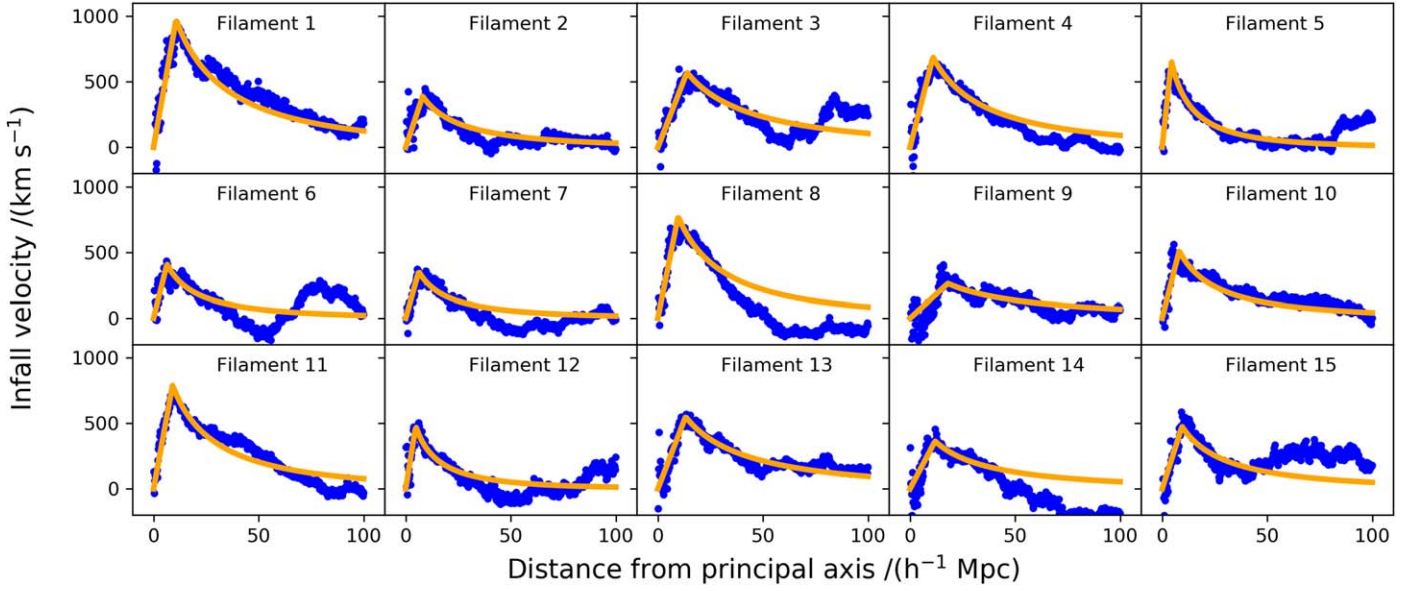 Filament 1 Filament 2 Filament 3 Filament 4 Filament 5
1000
500
0
Filament 6 Filament 7 Filament 8 Filament 9 Filament 10
1000
500
0
Filament 11 Filament 12 Filament 13 Filament 14 Filament 15
1000
500
0
0 50 100 0 50 100 0 50 100 0 50 100 0 50 100
Infall velocity /(km s⁻¹)
Distance from principal axis /(h⁻¹ Mpc)